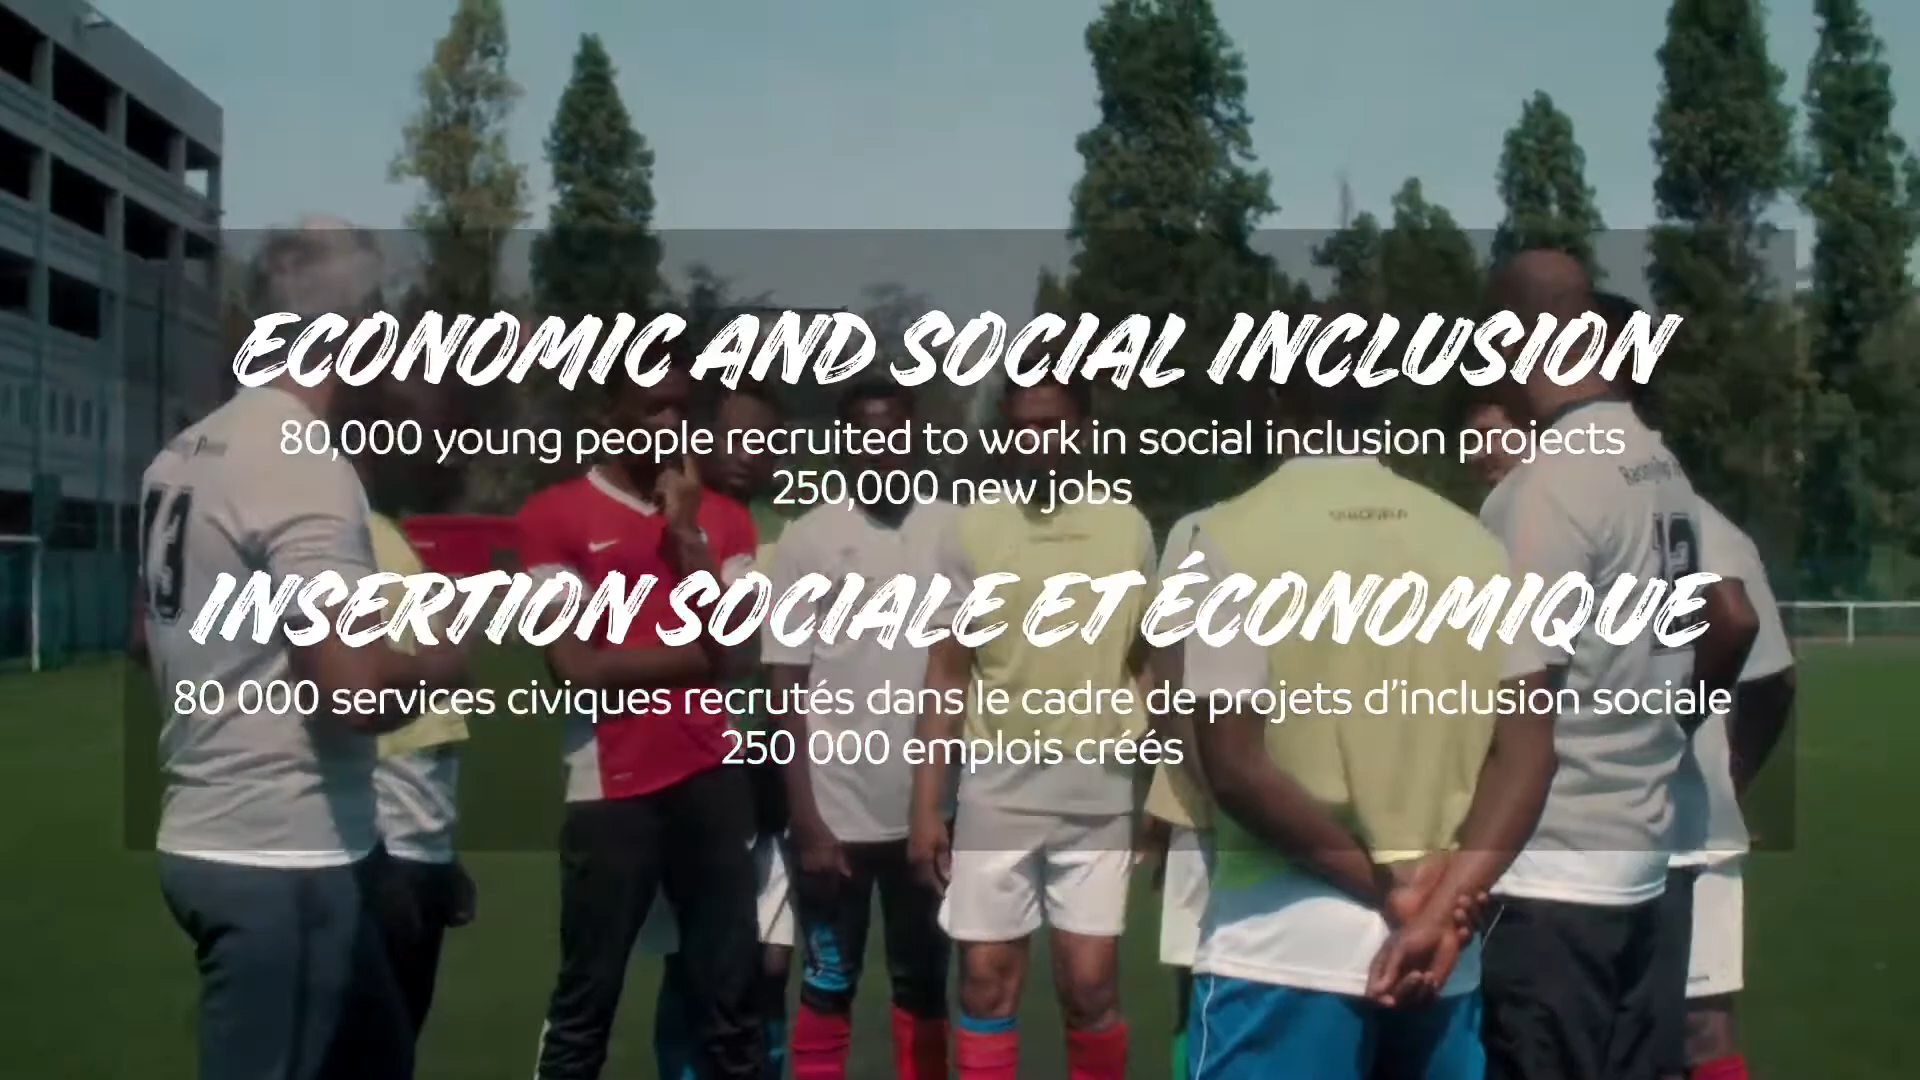 ECONOMIC AND SOCIAL INCLUSION
80,000 young people recruited to work in social inclusion projects
250,000 new jobs
INSERTION SOCIALE ET ÉCONOMIQUE
80 000 services civiques recrutés dans le cadre de projets d'inclusion sociale
250 000 emplois créés